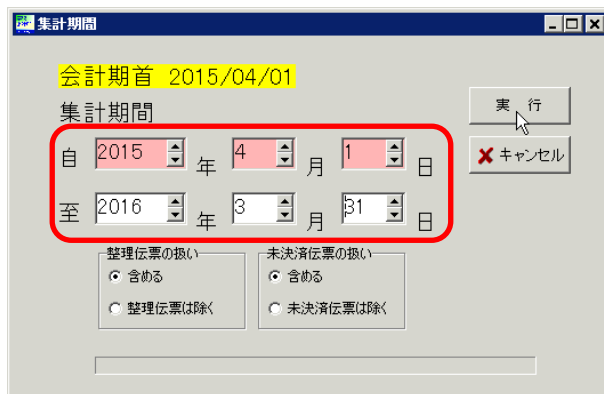 集計期間
会計期首 2015/04/01
集計期間
自 2015 年 4 月 1 日
至 2016 年 3 月 31 日
実 行
キャンセル
整理伝票の扱い
含める
整理伝票は除く
未決済伝票の扱い
含める
未決済伝票は除く